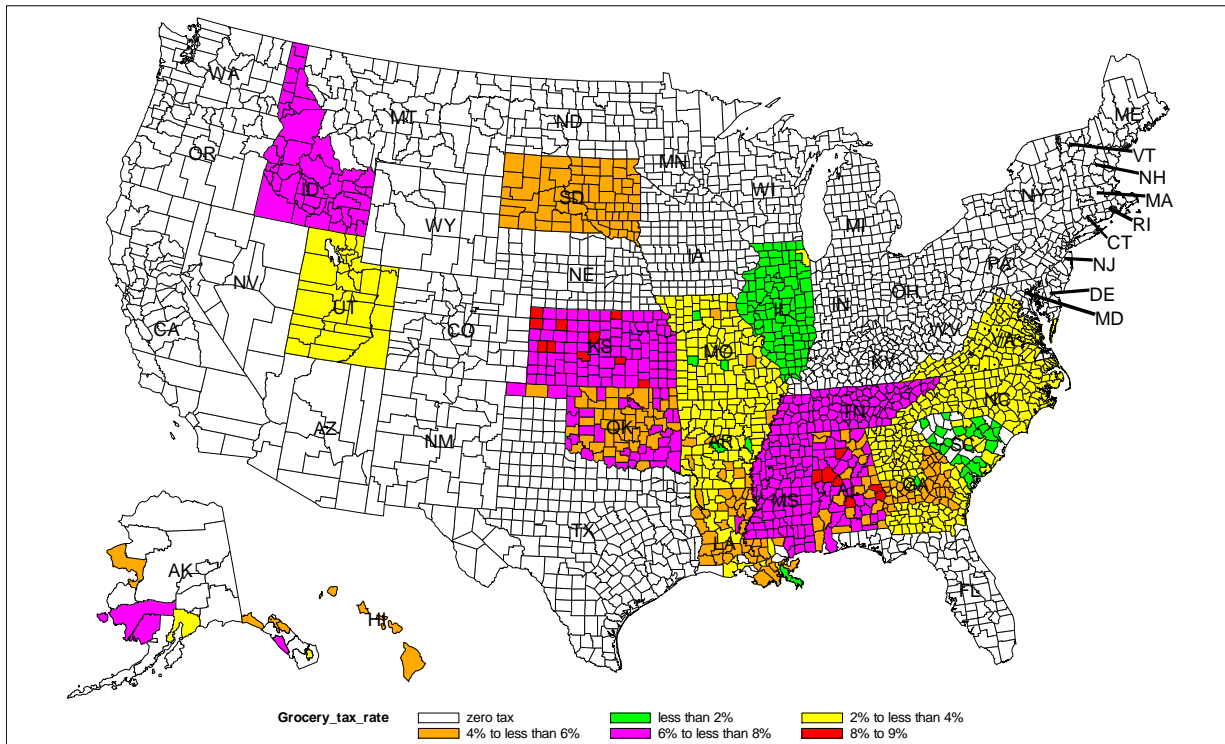 WA
MT
ND
ME
OR
MN
VT
ID
SD
WI
NH
WY
NY
MA
MI
RI
IA
CT
NE
PA
NJ
NV
OH
UT
IL
IN
DE
CO
MD
CA
WV
KS
MO
VA
KY
NC
TN
AZ
OK
NM
AR
SC
GA
MS
AL
TX
LA
AK
FL
HI
Grocery_tax_rate zero tax less than 2% 2% to less than 4%
4% to less than 6% 6% to less than 8% 8% to 9%